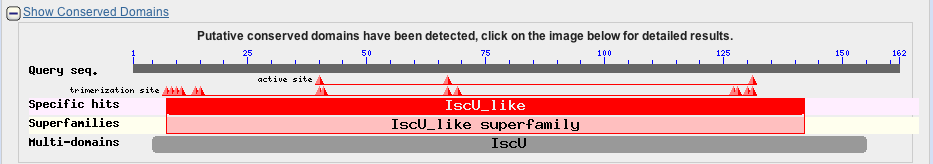 Show Conserved Domains
Putative conserved domains have been detected, click on the image below for detailed results.
1 25 50 75 100 125 150 162
Query seq.
active site
trimerization site
Specific hits IscU_like
Superfamilies IscU_like superfamily
Multi-domains IscU